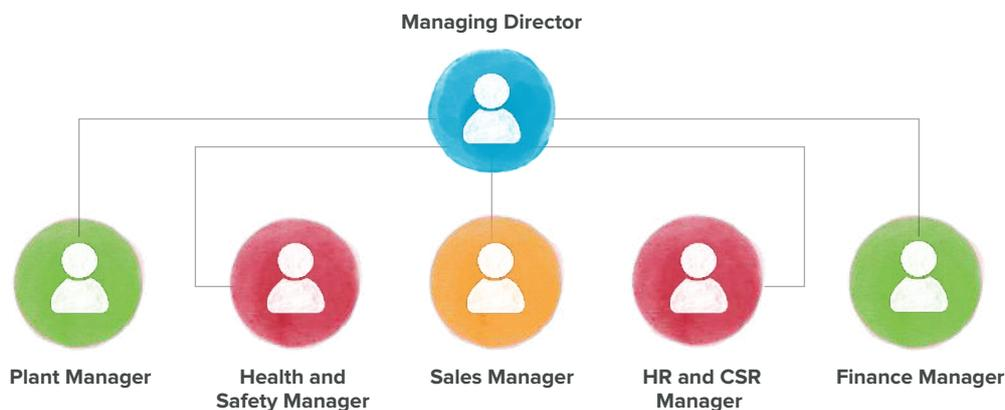 Managing Director
Plant Manager
Health and
Safety Manager
Sales Manager
HR and CSR
Manager
Finance Manager